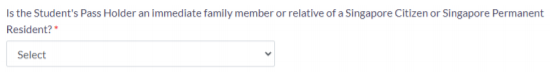 Is the Student's Pass Holder an immediate family member or relative of a Singapore Citizen or Singapore Permanent
Resident? *
Select